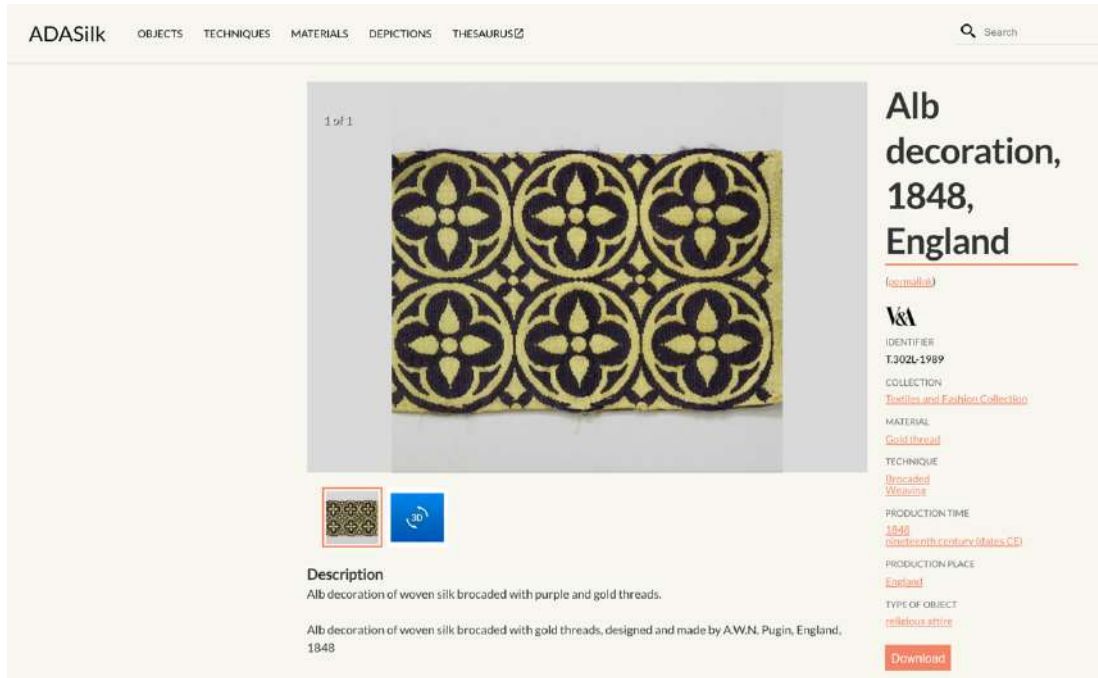 ADASilk
OBJECTS TECHNIQUES MATERIALS DEPICTIONS THESAURUS
Search
1 of 1
3D
Description
Alb decoration of woven silk brocaded with purple and gold threads.
Alb decoration of woven silk brocaded with gold threads, designed and made by A.W.N. Pugin, England,
1848
Alb
decoration,
1848,
England
(permalink)
V&A
IDENTIFIER
T.302L-1989
COLLECTION
Textiles and Fashion Collection
MATERIAL
Gold thread
TECHNIQUE
Brocaded
Weaving
PRODUCTION TIME
1848
nineteenth century (dates CE)
PRODUCTION PLACE
England
TYPE OF OBJECT
religious attire
Download